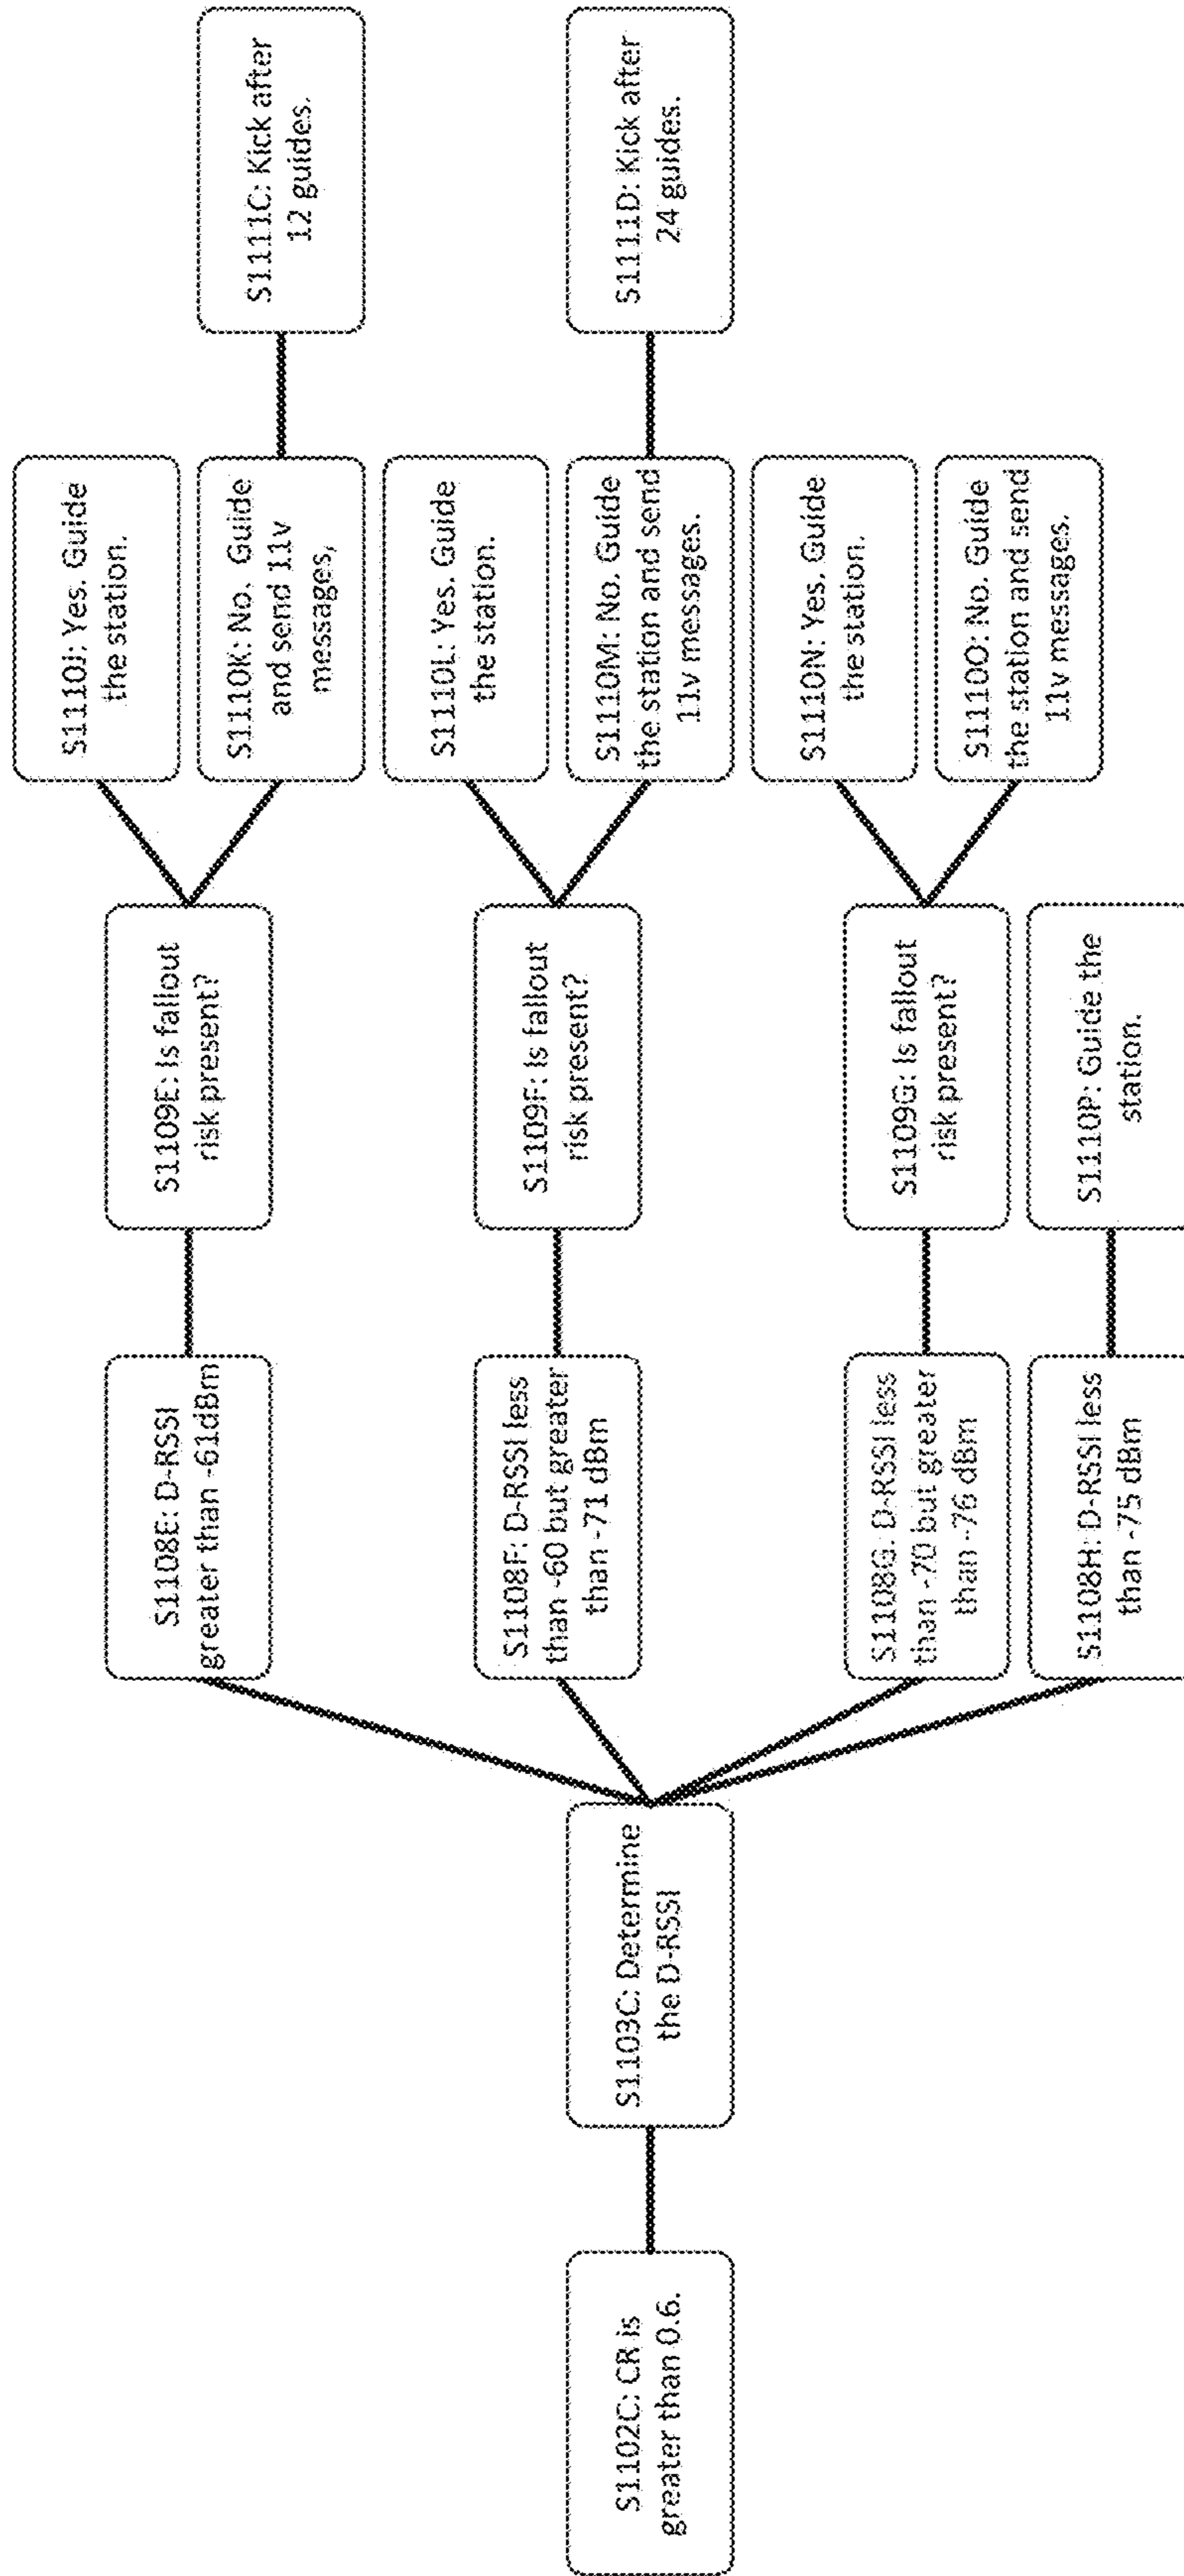 S1102C: CR is
greater than 0.6.
S1103C: Determine
the D-RSSI
S1108E: D-RSSI
greater than -61dBm
S1109E: Is fallout
risk present?
S1110J: Yes. Guide
the station.
S1110K: No. Guide
and send 11v
messages,
S1111C: Kick after
12 guides.
S1108F: D-RSSI less
than -60 but greater
than -71 dBm
S1109F: Is fallout
risk present?
S1110L: Yes. Guide
the station.
S1110M: No. Guide
the station and send
11v messages.
S1111D: Kick after
24 guides.
S1108G: D-RSSI less
than -70 but greater
than -76 dBm
S1109G: Is fallout
risk present?
S1110N: Yes. Guide
the station.
S1110O: No. Guide
the station and send
11v messages.
S1108H: D-RSSI less
than -75 dBm
S1110P: Guide the
station.